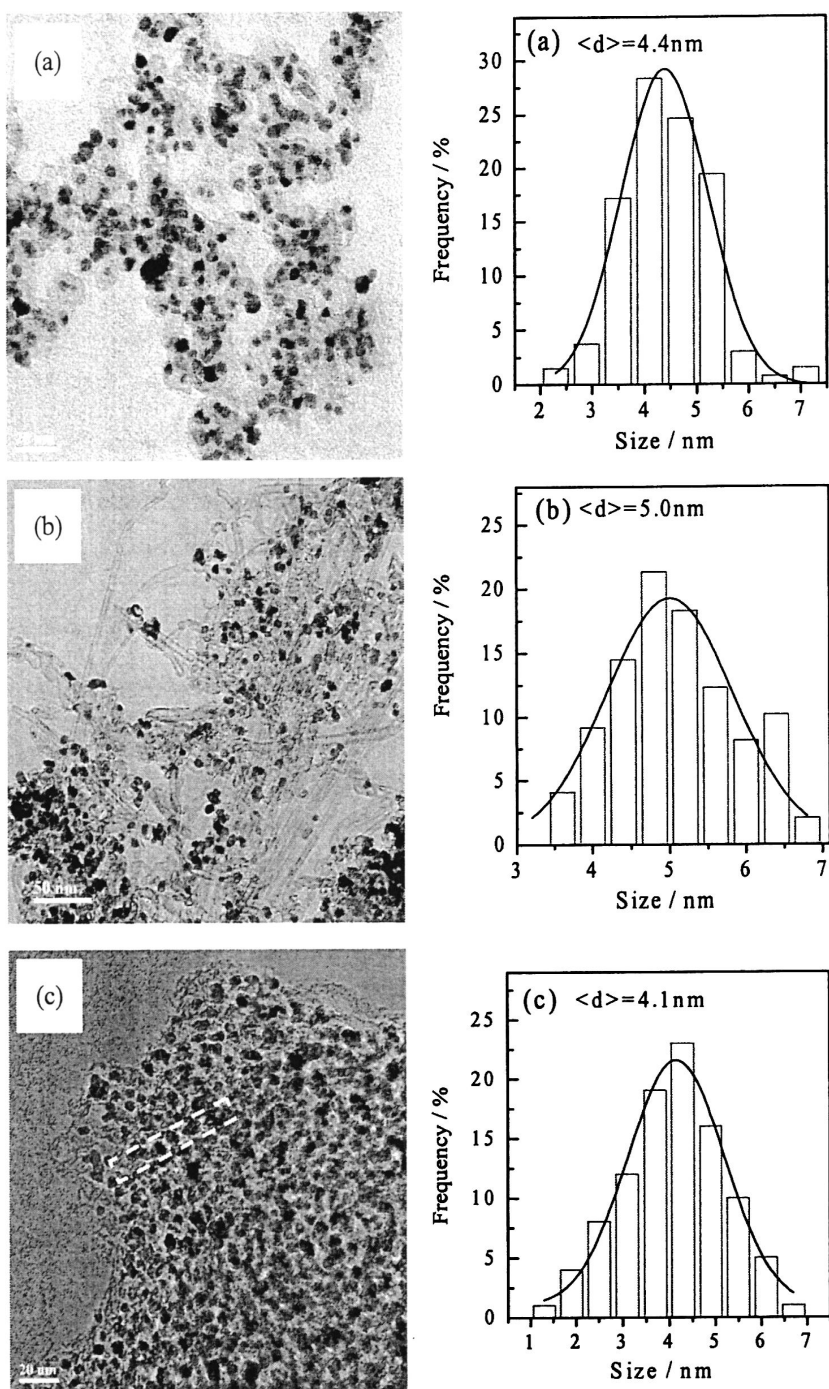 (a)
(a) <d>=4.4nm
30
25
20
15
10
5
0
Frequency / %
2 3 4 5 6 7
Size / nm
(b)
50 nm
(b) <d>=5.0nm
25
20
15
10
5
0
Frequency / %
3 4 5 6 7
Size / nm
(c)
20 nm
(c) <d>=4.1nm
25
20
15
10
5
0
Frequency / %
1 2 3 4 5 6 7
Size / nm